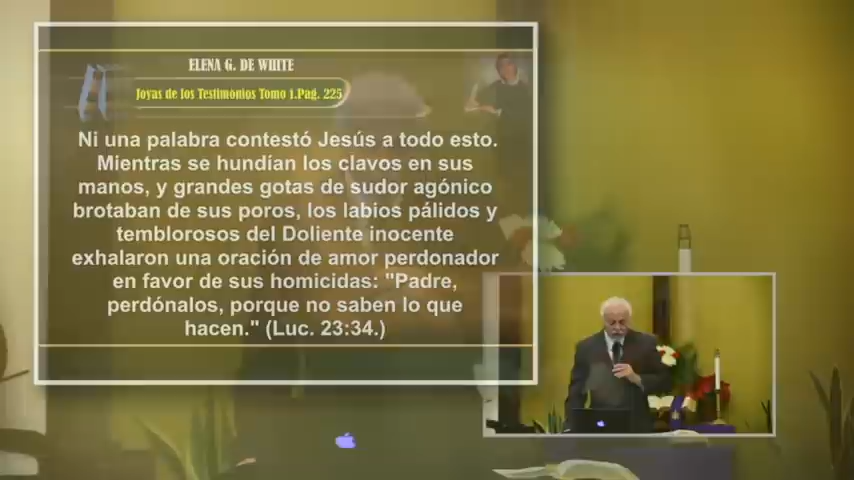 ELENA G. DE WHITE
Joyas de los Testimonios Tomo 1.Pag. 225
Ni una palabra contestó Jesús a todo esto.
Mientras se hundían los clavos en sus
manos, y grandes gotas de sudor agónico
brotaban de sus poros, los labios pálidos y
temblorosos del Doliente inocente
exhalaron una oración de amor perdonador
en favor de sus homicidas: "Padre,
perdónalos, porque no saben lo que
hacen." (Luc. 23:34.)